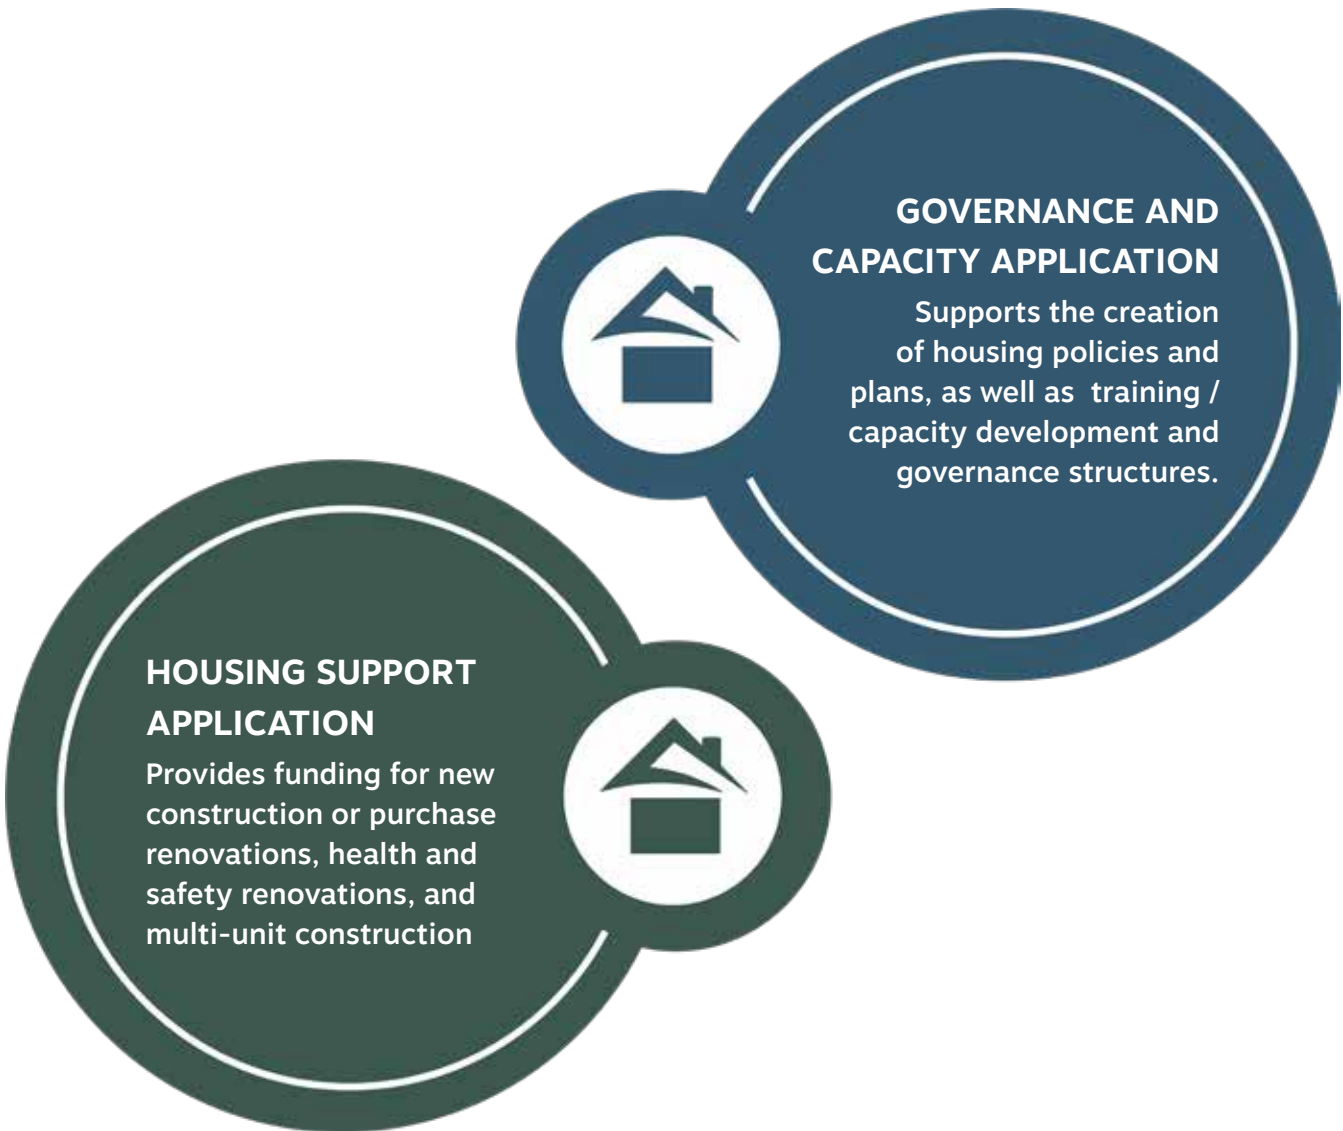 GOVERNANCE AND
CAPACITY APPLICATION
Supports the creation
of housing policies and
plans, as well as  training /
capacity development and
governance structures.
HOUSING SUPPORT
APPLICATION
Provides funding for new
construction or purchase
renovations, health and
safety renovations, and
multi-unit construction